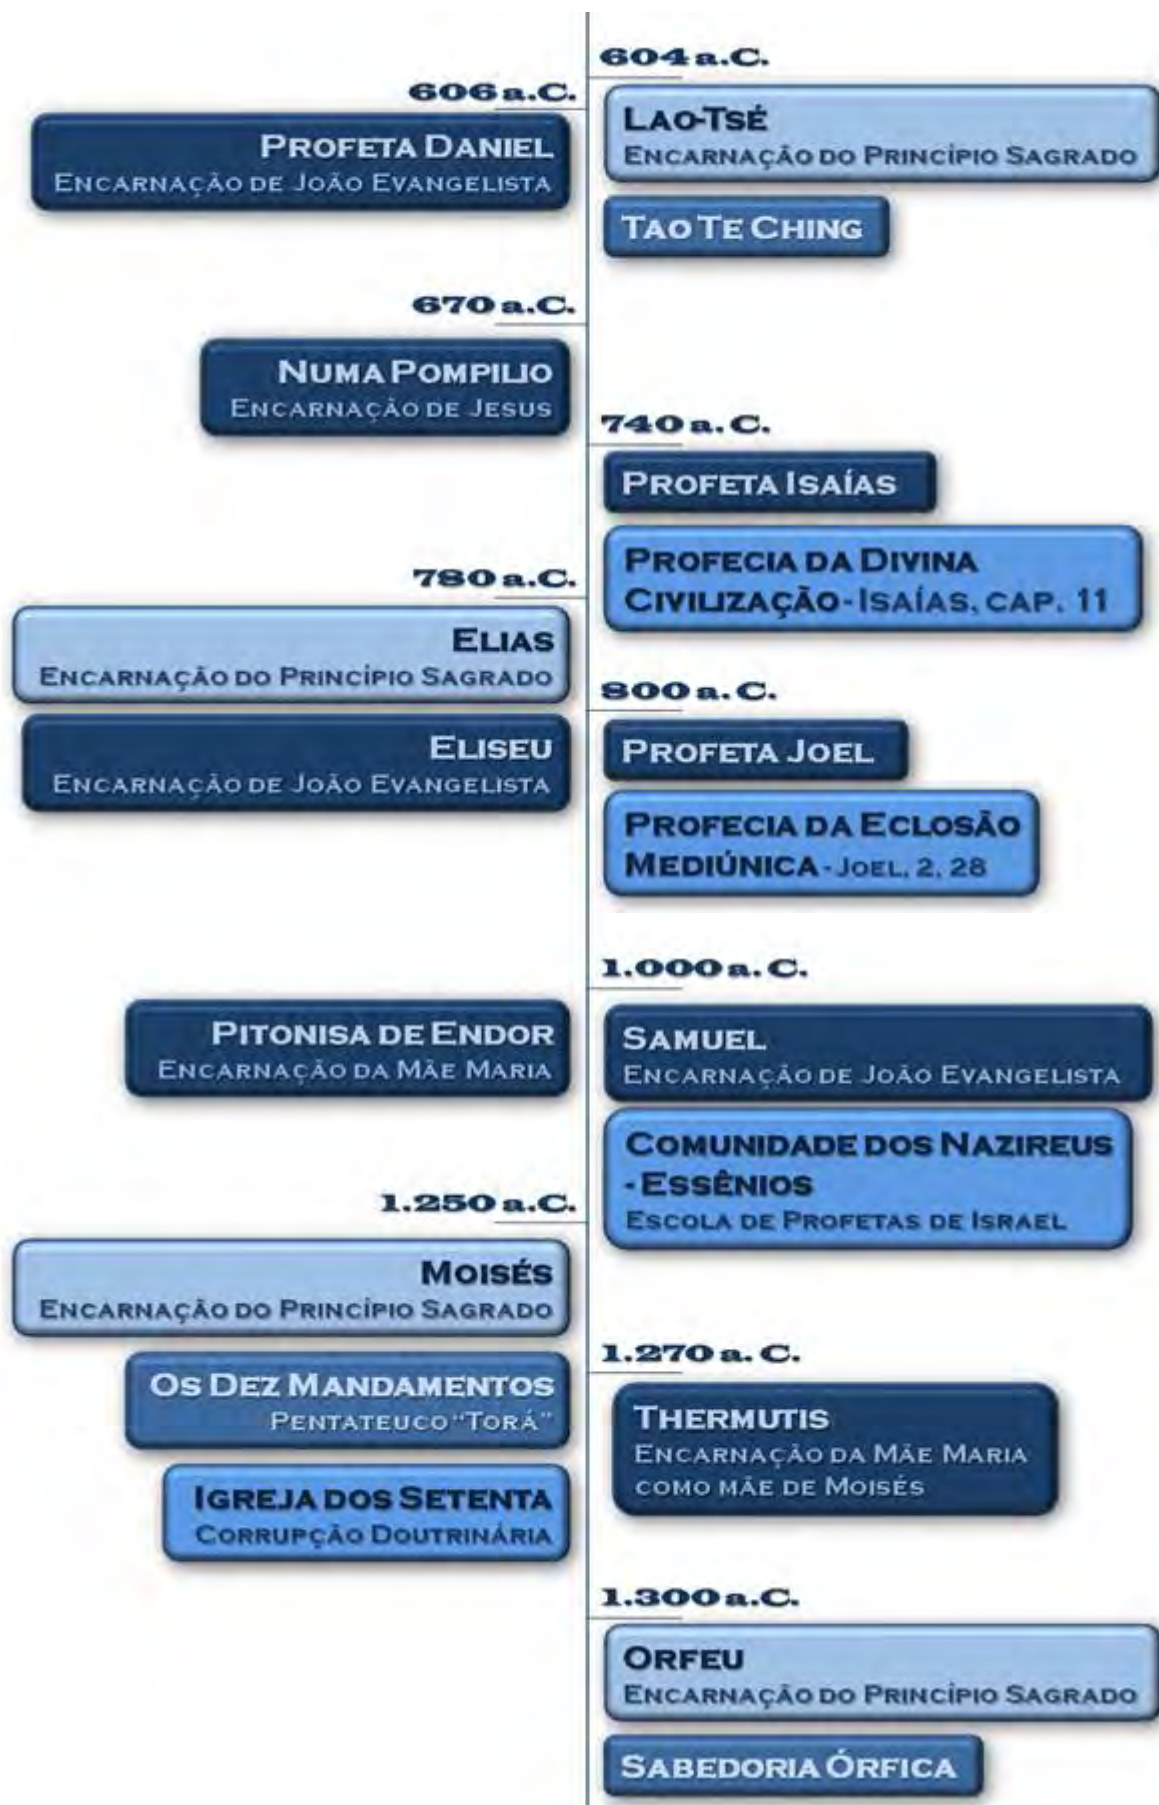 604 a.C.
LAO-TSÉ
ENCARNAÇÃO DO PRINCÍPIO SAGRADO
TAO TE CHING
606 a.C.
PROFETA DANIEL
ENCARNAÇÃO DE JOÃO EVANGELISTA
670 a.C.
NUMA POMPILIO
ENCARNAÇÃO DE JESUS
740 a. C.
PROFETA ISAÍAS
PROFECIA DA DIVINA
CIVILIZAÇÃO - ISAÍAS, CAP. 11
780 a.C.
ELIAS
ENCARNAÇÃO DO PRINCÍPIO SAGRADO
ELISEU
ENCARNAÇÃO DE JOÃO EVANGELISTA
800 a. C.
PROFETA JOEL
PROFECIA DA ECLOSÃO
MEDIÚNICA - JOEL, 2, 28
1.000 a. C.
PITONISA DE ENDOR
ENCARNAÇÃO DA MÃE MARIA
SAMUEL
ENCARNAÇÃO DE JOÃO EVANGELISTA
COMUNIDADE DOS NAZIREUS
- ESSÊNIOS
ESCOLA DE PROFETAS DE ISRAEL
1.250 a.C.
MOISÉS
ENCARNAÇÃO DO PRINCÍPIO SAGRADO
OS DEZ MANDAMENTOS
PENTATEUCO "TORÁ"
IGREJA DOS SETENTA
CORRUPÇÃO DOUTRINÁRIA
1.270 a. C.
THERMUTIS
ENCARNAÇÃO DA MÃE MARIA
COMO MÃE DE MOISÉS
1.300 a.C.
ORFEU
ENCARNAÇÃO DO PRINCÍPIO SAGRADO
SABEDORIA ÓRFICA